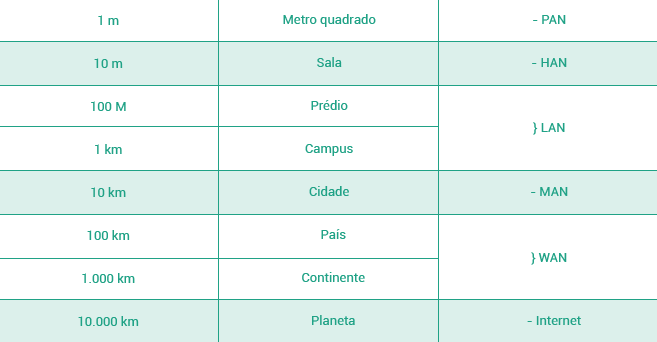 1 m Metro quadrado - PAN
10 m Sala - HAN
100 M Prédio
} LAN
1 km Campus
10 km Cidade - MAN
100 km País
} WAN
1.000 km Continente
10.000 km Planeta - Internet